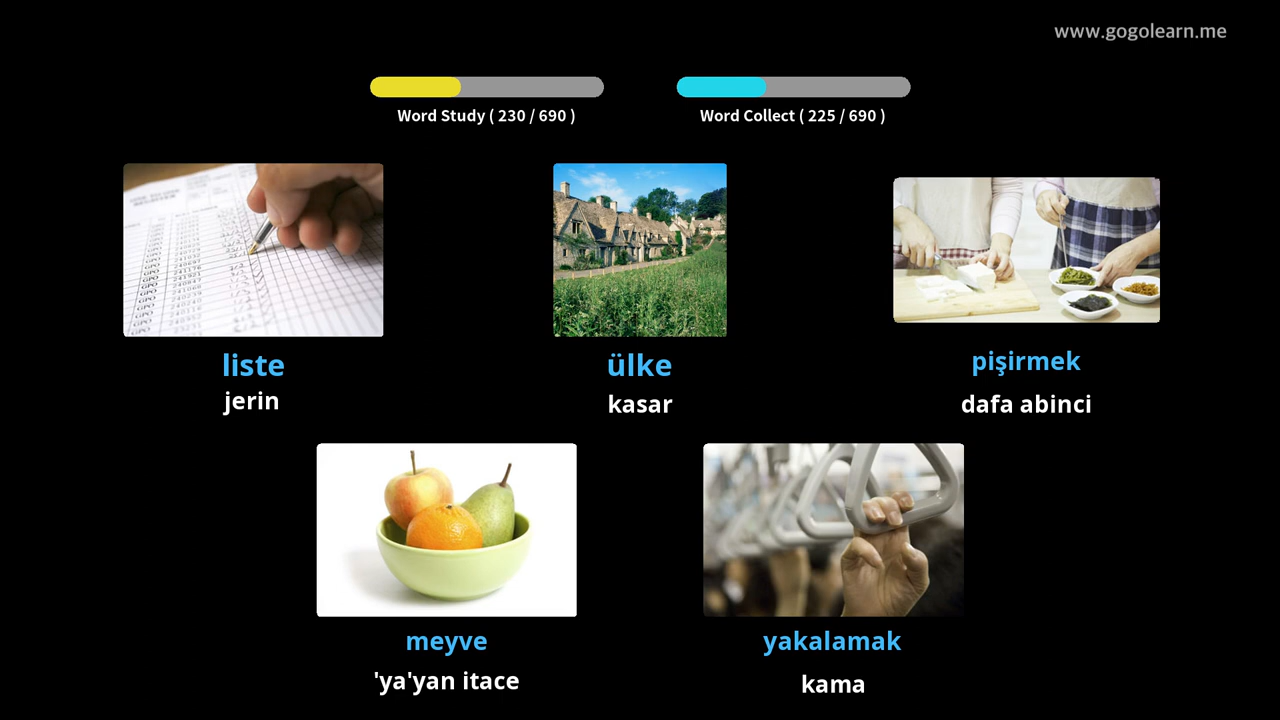 www.gogolearn.me
Word Study ( 230 / 690 )
Word Collect ( 225 / 690 )
liste
jerin
ülke
kasar
pişirmek
dafa abinci
meyve
'ya'yan itace
yakalamak
kama